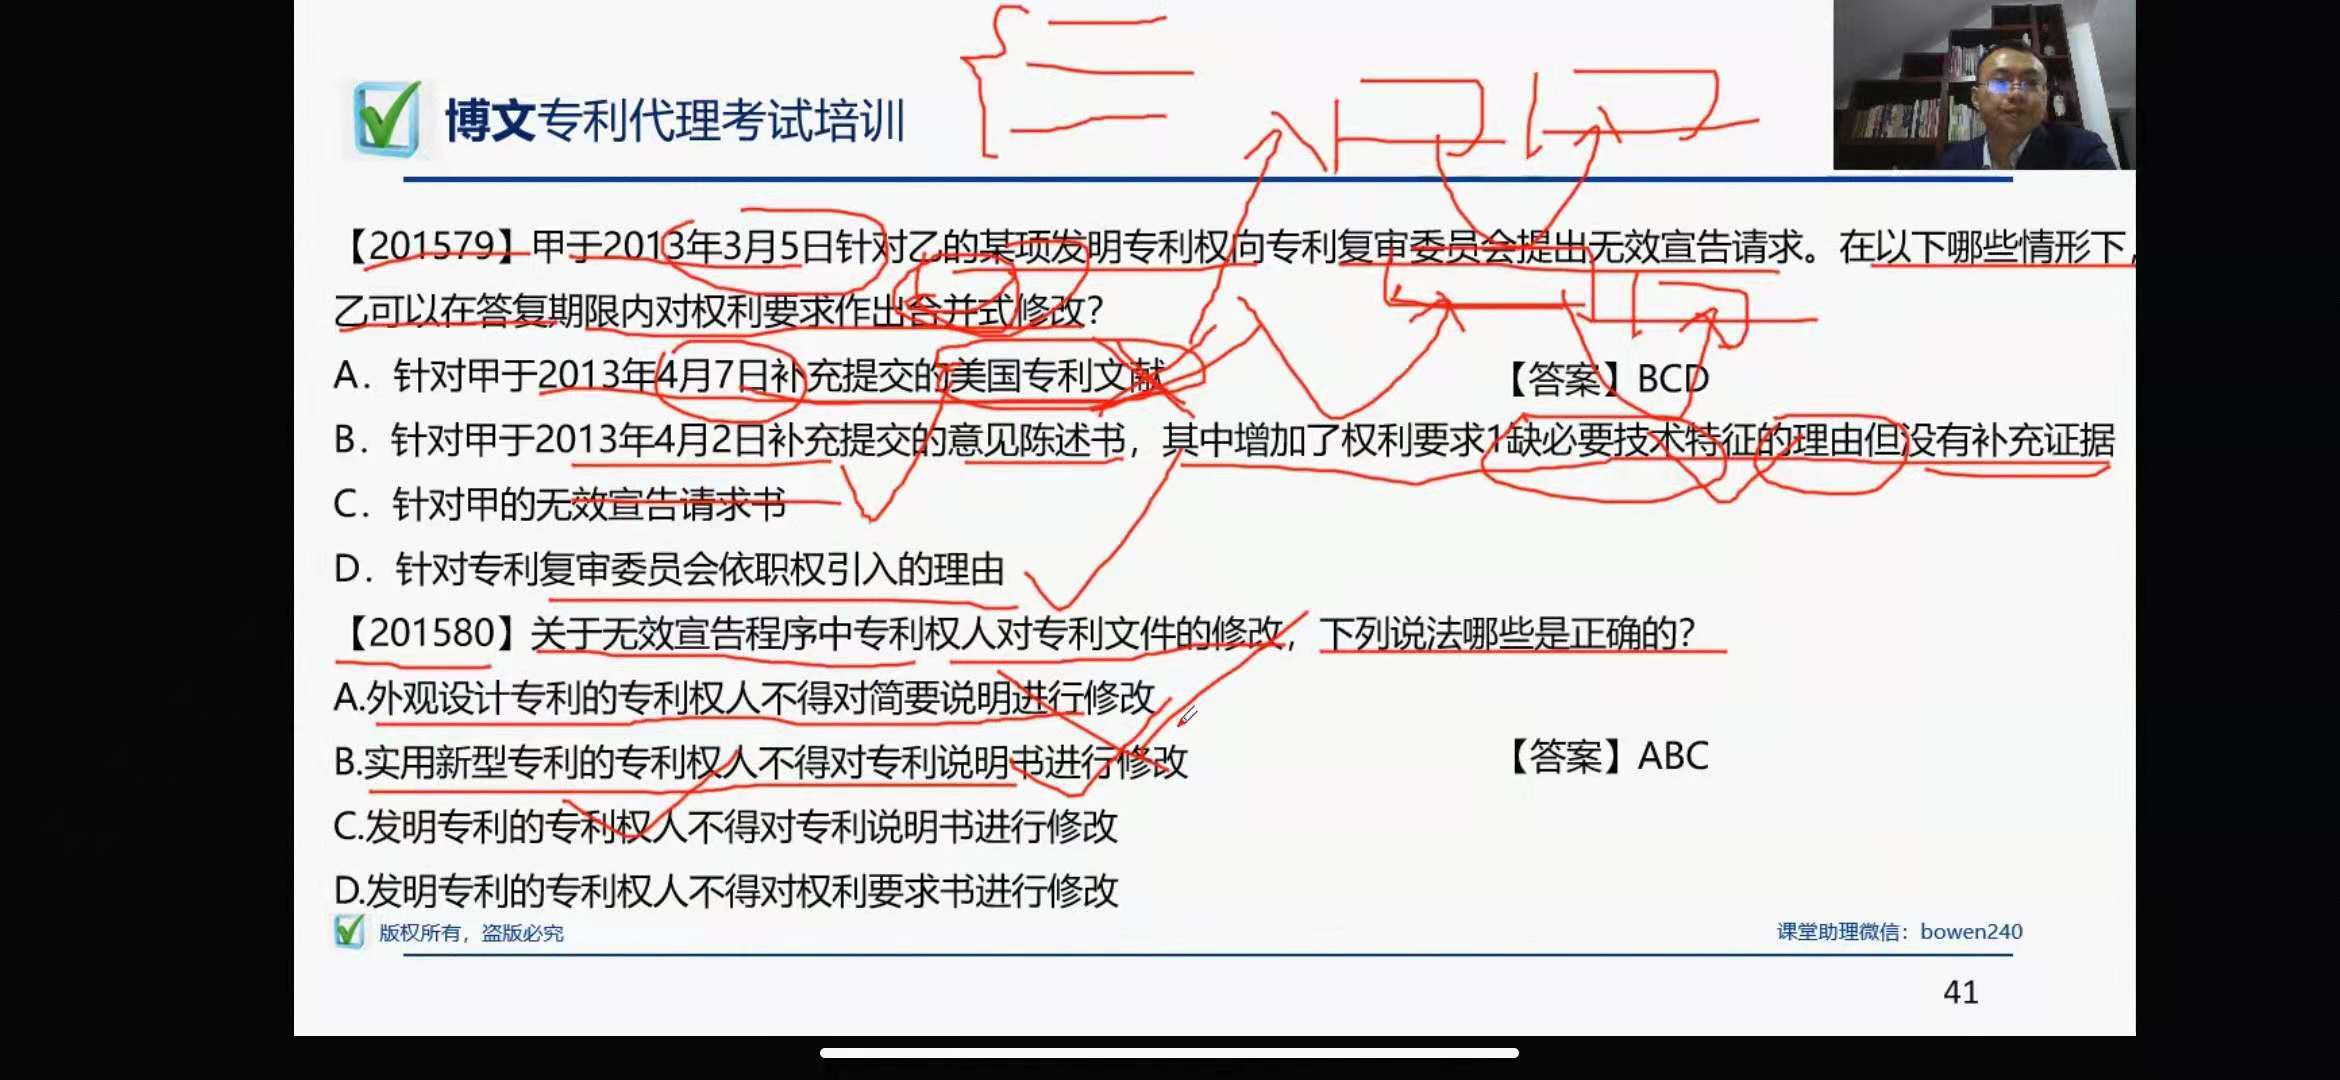 博文专利代理考试培训
【201579】甲于2013年3月5日针对乙的某项发明专利权向专利复审委员会提出无效宣告请求。在以下哪些情形下，
乙可以在答复期限内对权利要求作出合并式修改？
A．针对甲于2013年4月7日补充提交的美国专利文献
【答案】BCD
B．针对甲于2013年4月2日补充提交的意见陈述书，其中增加了权利要求1缺必要技术特征的理由但没有补充证据
C．针对甲的无效宣告请求书
D．针对专利复审委员会依职权引入的理由
【201580】关于无效宣告程序中专利权人对专利文件的修改，下列说法哪些是正确的？
A.外观设计专利的专利权人不得对简要说明进行修改
B.实用新型专利的专利权人不得对专利说明书进行修改
【答案】ABC
C.发明专利的专利权人不得对专利说明书进行修改
D.发明专利的专利权人不得对权利要求书进行修改
版权所有，盗版必究
课堂助理微信：bowen240
41